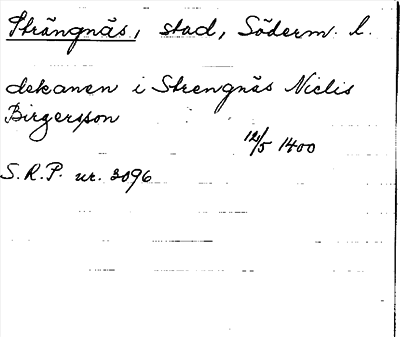 Strängnäs, stad, Söderm. l.
dekanen i Strengnäs Niclis
Birgersson
12/5 1400
S.R.P. nr. 3096